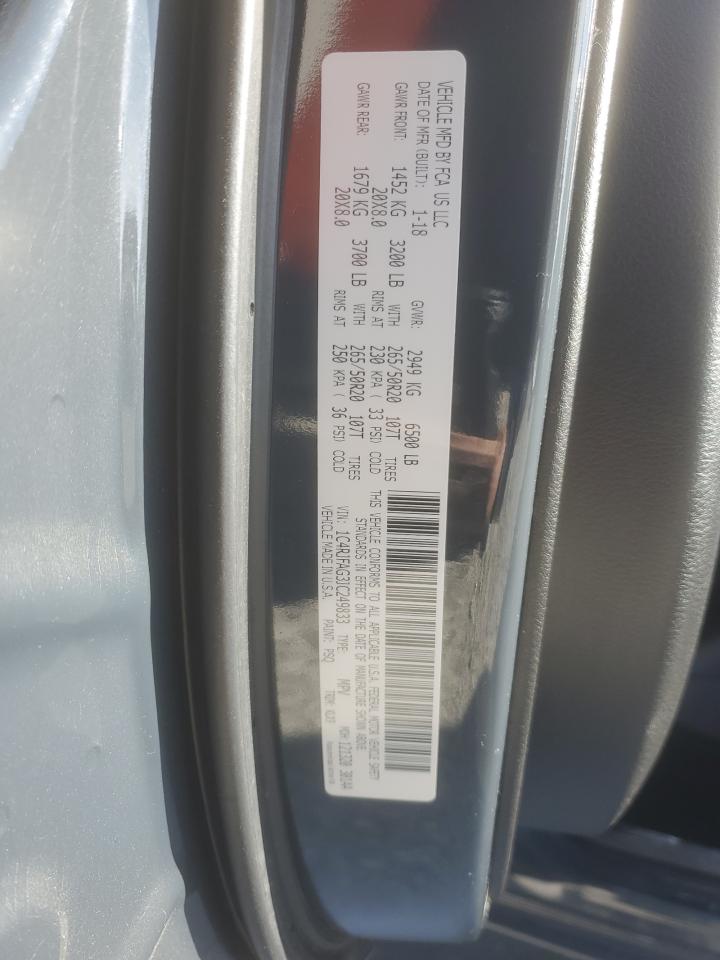 VEHICLE MFD BY FCA US LLC
DATE OF MFR (BUILT): 1-18 GVWR: 2949 KG 6500 LB
GAWR FRONT: 1452 KG 3200 LB WITH 265/50R20 107T TIRES
20X8.0 RIMS AT 230 KPA ( 33 PSI) COLD
GAWR REAR: 1679 KG 3700 LB WITH 265/50R20 107T TIRES
20X8.0 RIMS AT 250 KPA ( 36 PSI) COLD
THIS VEHICLE CONFORMS TO ALL APPLICABLE U.S.A. FEDERAL MOTOR VEHICLE SAFETY
STANDARDS IN EFFECT ON THE DATE OF MANUFACTURE SHOWN ABOVE.
VIN: 1C4RJFAG3JC249833 TYPE: MPV MDH: 121320 301AA
VEHICLE MADE IN U.S.A. PAINT: PSQ TRIM: